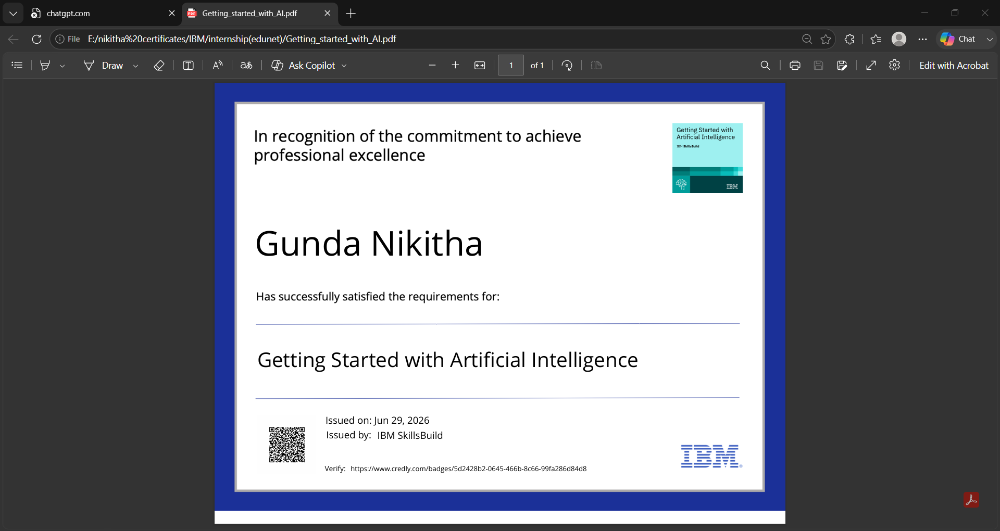 chatgpt.com
Getting_started_with_AI.pdf
File E:/nikitha%20certificates/IBM/internship(edunet)/Getting_started_with_AI.pdf
Chat
Draw
aあ
Ask Copilot
1 of 1
Edit with Acrobat
In recognition of the commitment to achieve
professional excellence
Getting Started with
Artificial Intelligence
IBM SkillsBuild
IBM
Gunda Nikitha
Has successfully satisfied the requirements for:
Getting Started with Artificial Intelligence
Issued on: Jun 29, 2026
Issued by: IBM SkillsBuild
Verify: https://www.credly.com/badges/5d2428b2-0645-466b-8c66-99fa286d84d8
IBM®